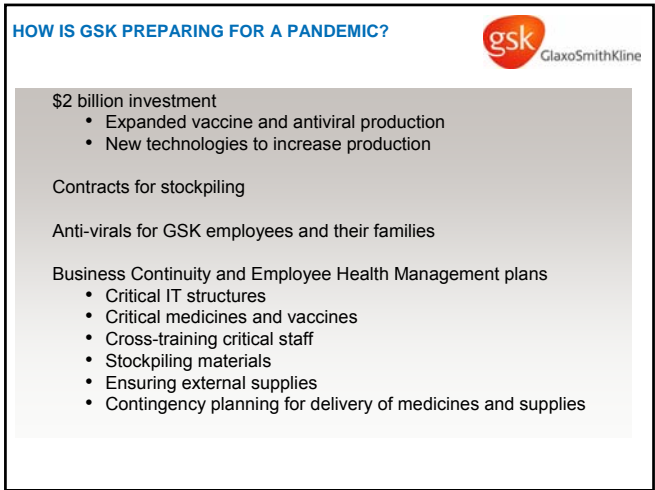 HOW IS GSK PREPARING FOR A PANDEMIC?
gsk
GlaxoSmithKline
$2 billion investment
• Expanded vaccine and antiviral production
• New technologies to increase production
Contracts for stockpiling
Anti-virals for GSK employees and their families
Business Continuity and Employee Health Management plans
• Critical IT structures
• Critical medicines and vaccines
• Cross-training critical staff
• Stockpiling materials
• Ensuring external supplies
• Contingency planning for delivery of medicines and supplies